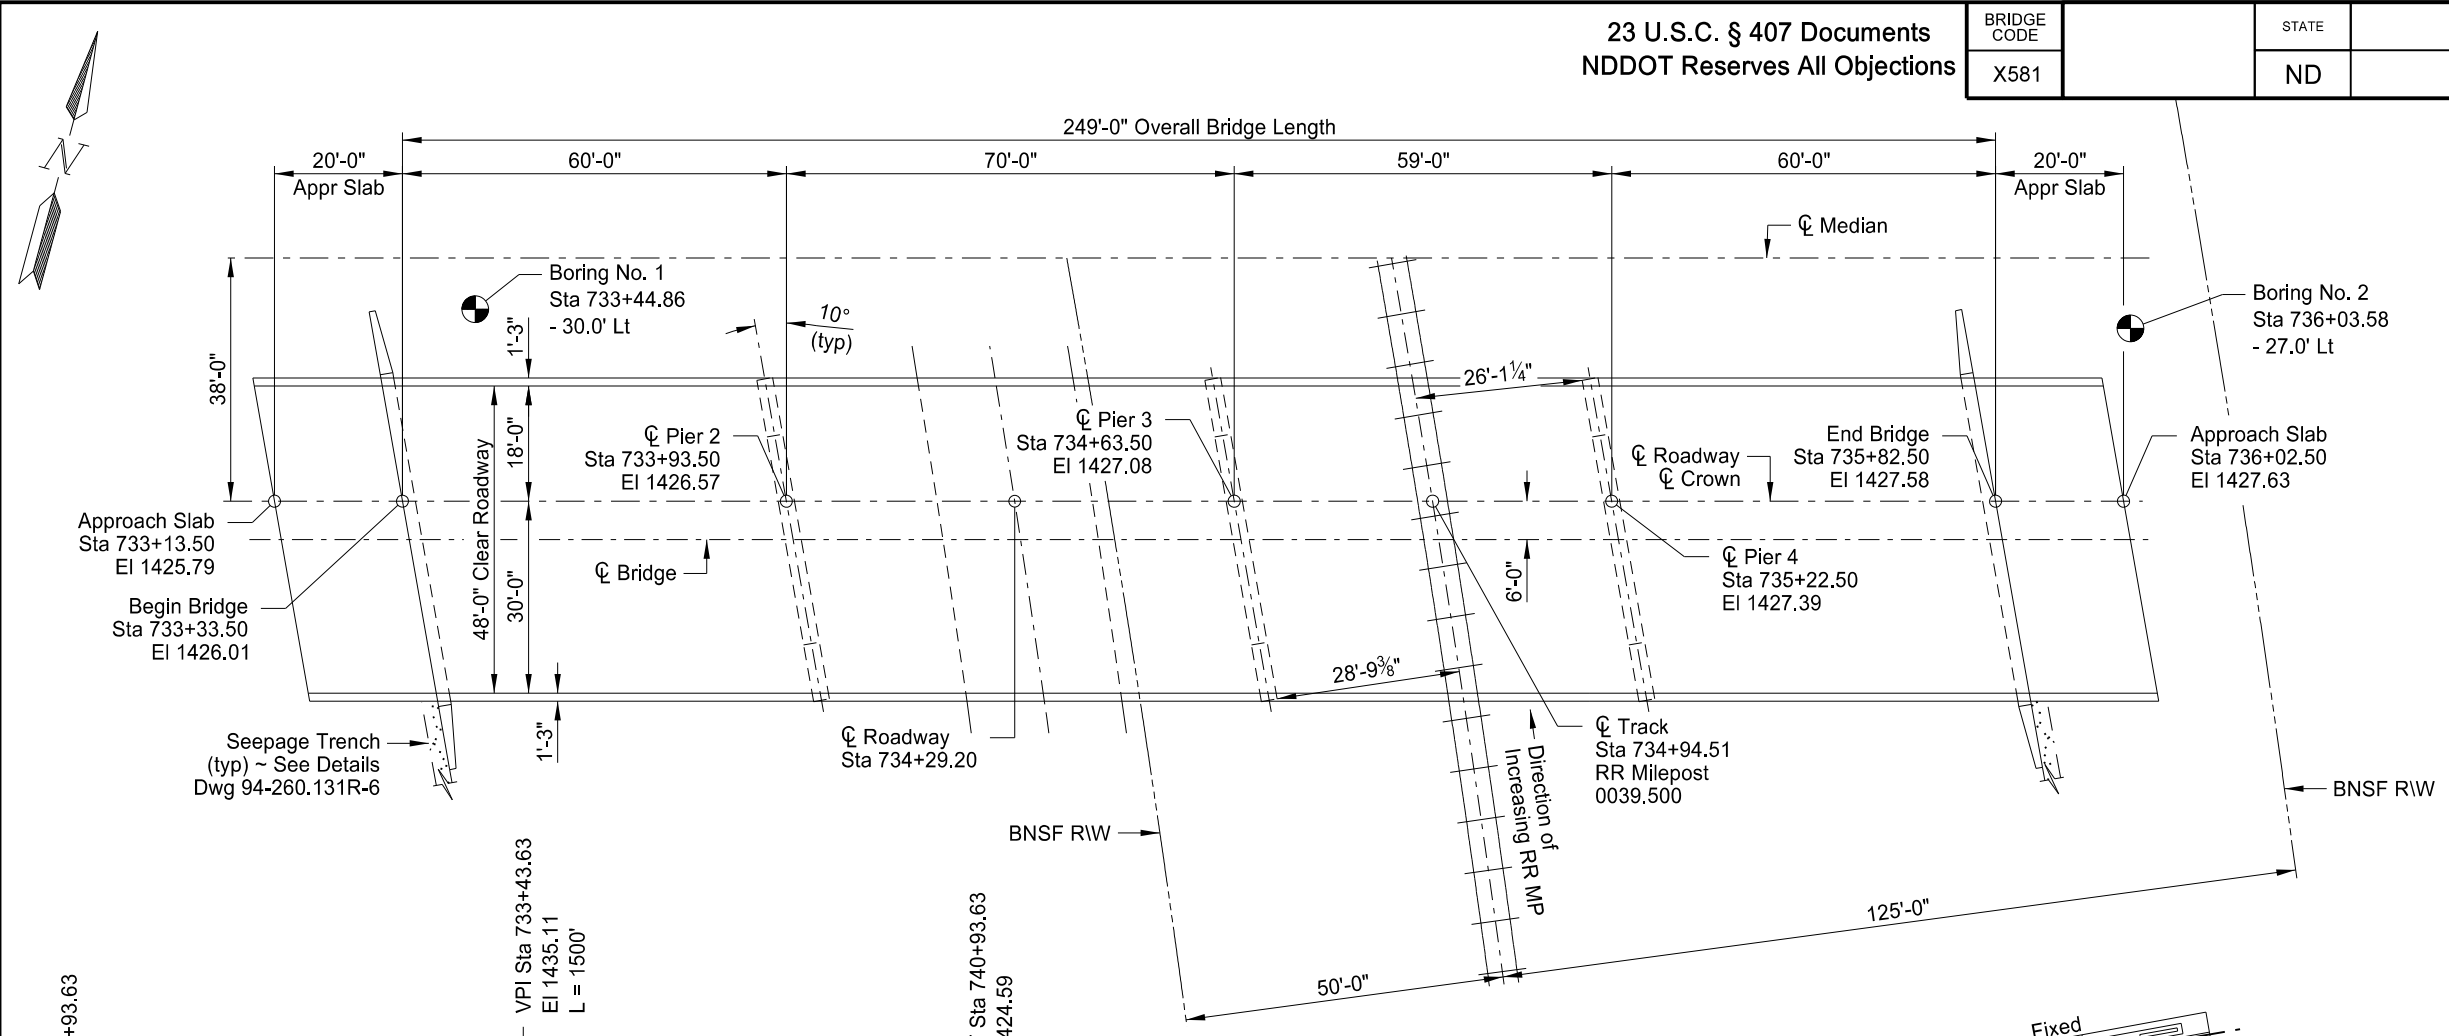 23 U.S.C. § 407 Documents
NDDOT Reserves All Objections
BRIDGE
CODE
X581
STATE
ND
N
249'-0" Overall Bridge Length
20'-0"
Appr Slab
60'-0"
70'-0"
59'-0"
60'-0"
20'-0"
Appr Slab
℄ Median
Boring No. 1
Sta 733+44.86
- 30.0' Lt
10°
(typ)
Boring No. 2
Sta 736+03.58
- 27.0' Lt
38'-0"
1'-3"
18'-0"
48'-0" Clear Roadway
30'-0"
1'-3"
26'-1¼"
℄ Pier 2
Sta 733+93.50
El 1426.57
℄ Pier 3
Sta 734+63.50
El 1427.08
℄ Roadway
℄ Crown
End Bridge
Sta 735+82.50
El 1427.58
Approach Slab
Sta 736+02.50
El 1427.63
Approach Slab
Sta 733+13.50
El 1425.79
Begin Bridge
Sta 733+33.50
El 1426.01
℄ Bridge
6'-0"
℄ Pier 4
Sta 735+22.50
El 1427.39
28'-9⅜"
Seepage Trench
(typ) ~ See Details
Dwg 94-260.131R-6
℄ Roadway
Sta 734+29.20
℄ Track
Sta 734+94.51
RR Milepost
0039.500
Direction of
Increasing RR MP
BNSF R\W
BNSF R\W
125'-0"
50'-0"
+93.63
VPI Sta 733+43.63
El 1435.11
L = 1500'
Sta 740+93.63
424.59
Fixed